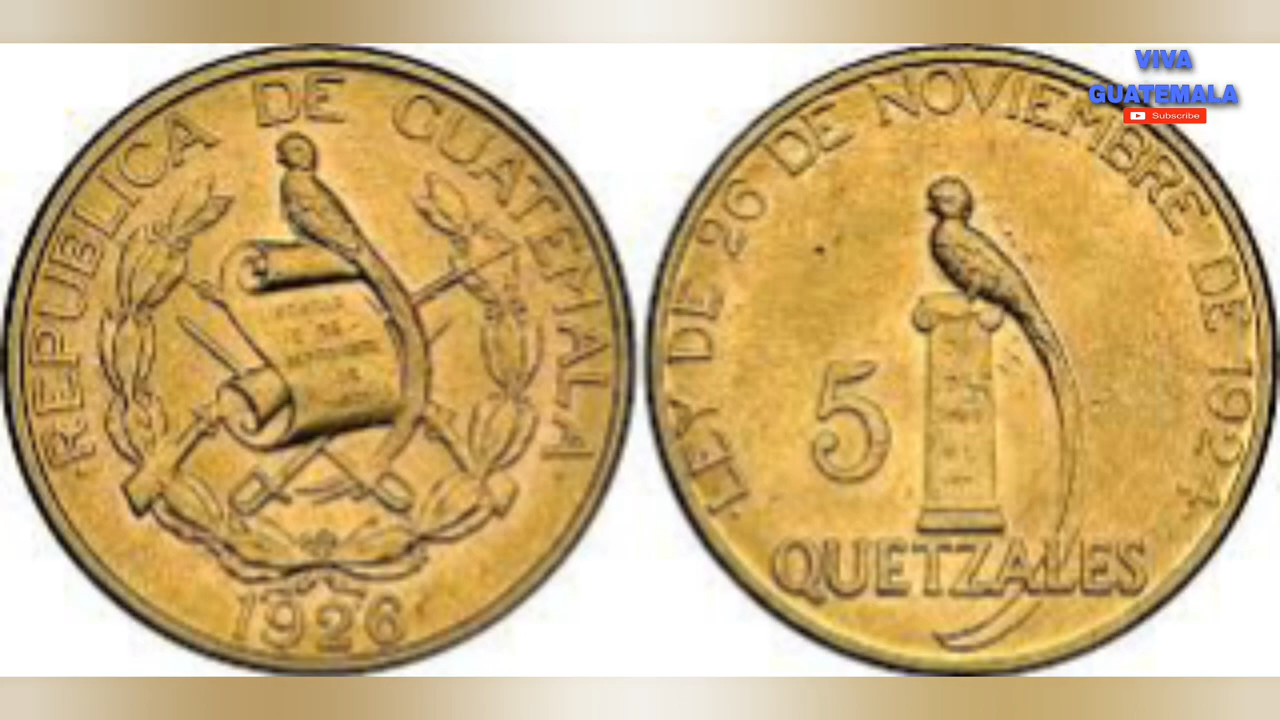 REPUBLICA DE GUATEMALA
1926
LEY DE 26 DE NOVIEMBRE DE 1924
5
QUETZALES
VIVA
GUATEMALA
Subscribe